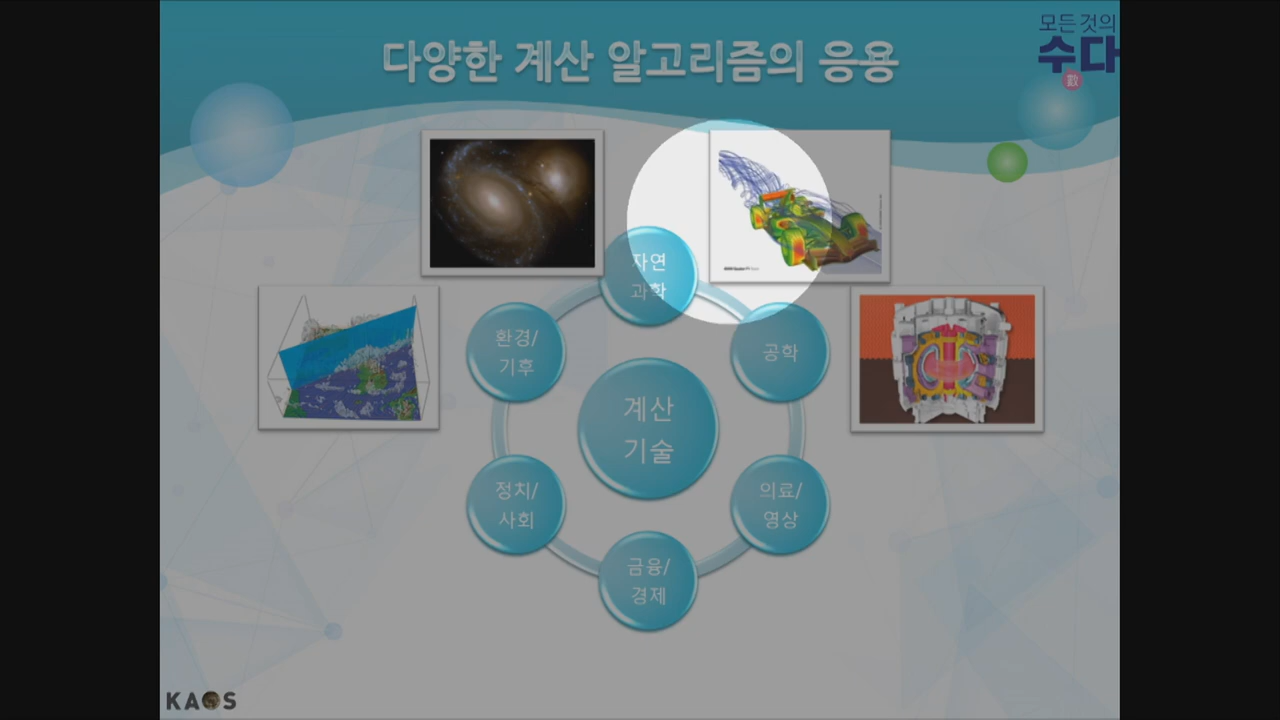 다양한 계산 알고리즘의 응용
모든 것의
수다
數
자연
과학
환경/
기후
공학
계산
기술
정치/
사회
의료/
영상
금융/
경제
KAOS